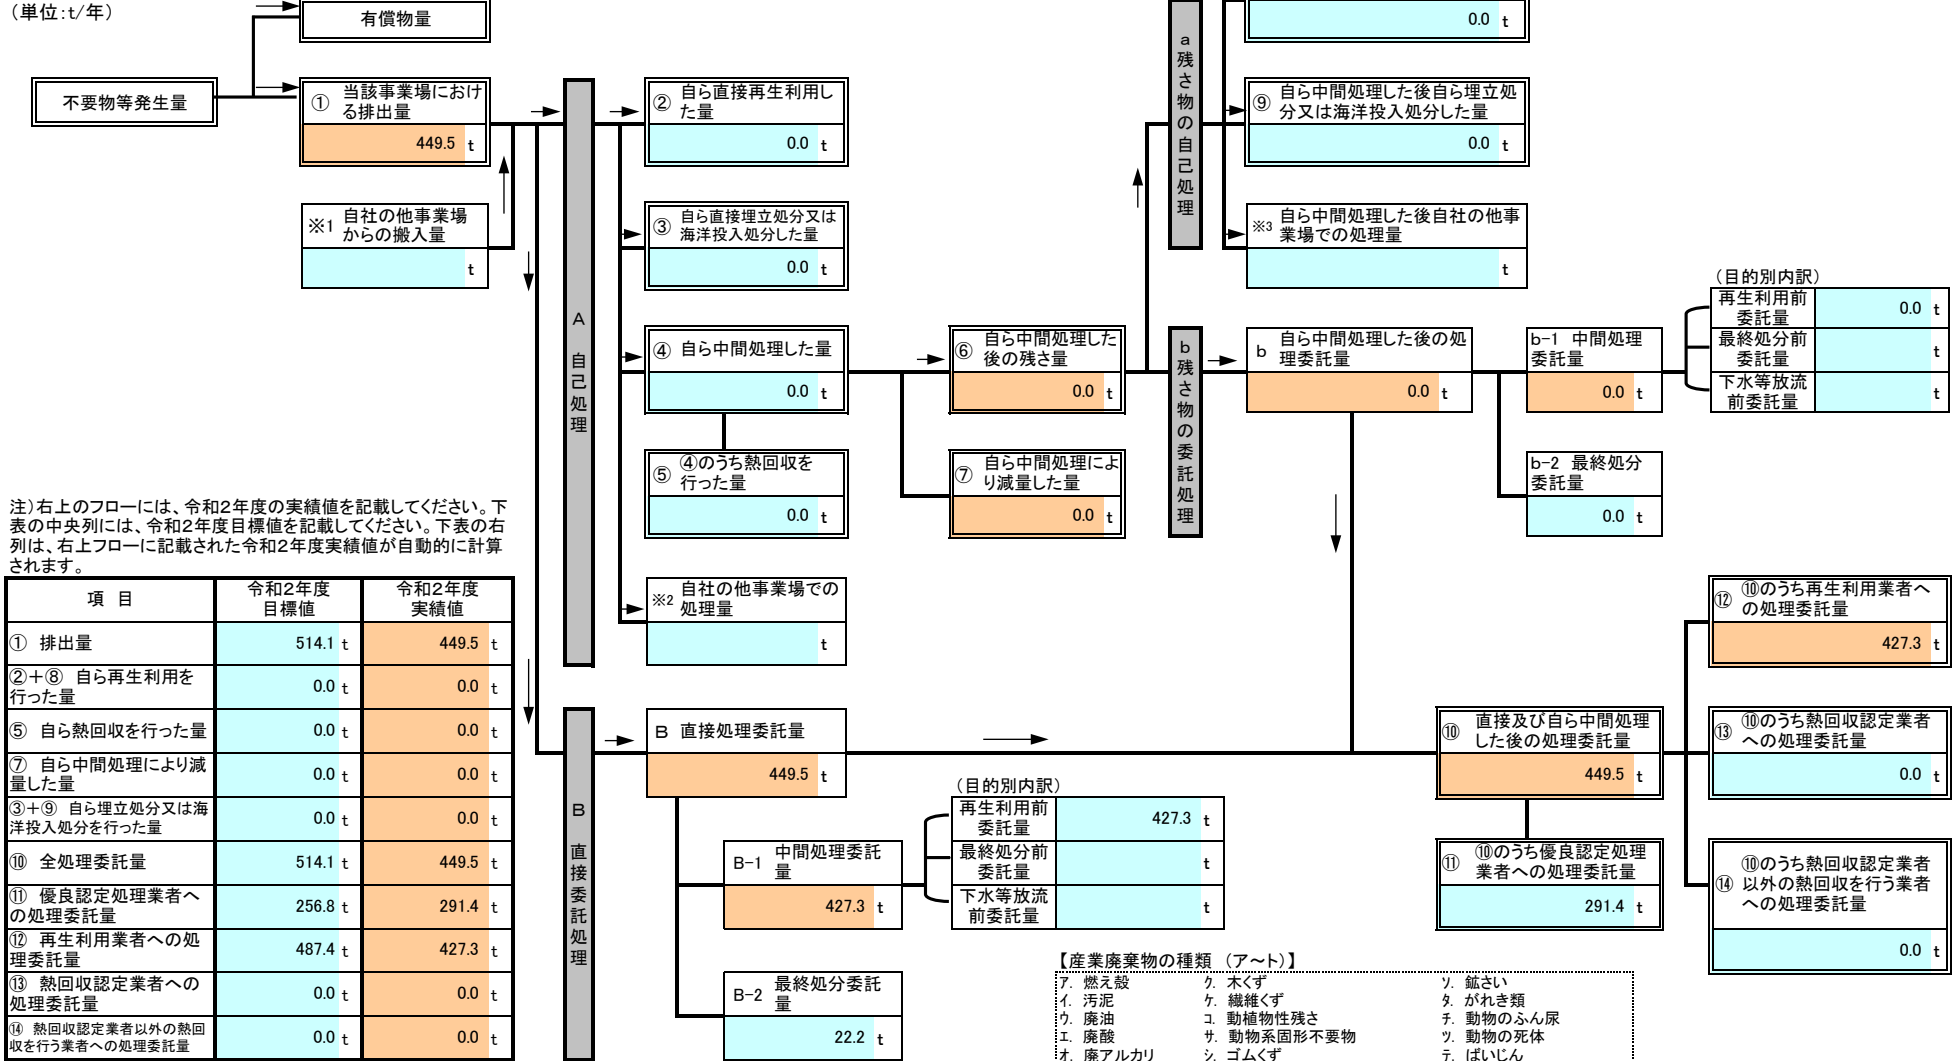 （単位：t/年）
有償物量
不要物等発生量
① 当該事業場におけ
る排出量
449.5 t
※1 自社の他事業場
からの搬入量
t
A 自己処理
② 自ら直接再生利用し
た量
0.0 t
③ 自ら直接埋立処分又は
海洋投入処分した量
0.0 t
④ 自ら中間処理した量
0.0 t
⑤ ④のうち熱回収を
行った量
0.0 t
※2 自社の他事業場での
処理量
t
⑥ 自ら中間処理した
後の残さ量
0.0 t
⑦ 自ら中間処理によ
り減量した量
0.0 t
a残さ物の自己処理
0.0 t
⑨ 自ら中間処理した後自ら埋立処
分又は海洋投入処分した量
0.0 t
※3 自ら中間処理した後自社の他事
業場での処理量
t
b残さ物の委託処理
b 自ら中間処理した後の処
理委託量
0.0 t
b-1 中間処理
委託量
0.0 t
b-2 最終処分
委託量
0.0 t
（目的別内訳）
再生利用前
委託量
0.0 t
最終処分前
委託量
t
下水等放流
前委託量
t
注）右上のフローには、令和2年度の実績値を記載してください。下
表の中央列には、令和2年度目標値を記載してください。下表の右
列は、右上フローに記載された令和2年度実績値が自動的に計算
されます。
項 目 令和2年度
目標値 令和2年度
実績値
① 排出量 514.1 t 449.5 t
②＋⑧ 自ら再生利用を
行った量 0.0 t 0.0 t
⑤ 自ら熱回収を行った量 0.0 t 0.0 t
⑦ 自ら中間処理により減
量した量 0.0 t 0.0 t
③＋⑨ 自ら埋立処分又は海
洋投入処分を行った量 0.0 t 0.0 t
⑩ 全処理委託量 514.1 t 449.5 t
⑪ 優良認定処理業者へ
の処理委託量 256.8 t 291.4 t
⑫ 再生利用業者への処
理委託量 487.4 t 427.3 t
⑬ 熱回収認定業者への
処理委託量 0.0 t 0.0 t
⑭ 熱回収認定業者以外の熱回
収を行う業者への処理委託量 0.0 t 0.0 t
B 直接委託処理
B 直接処理委託量
449.5 t
B-1 中間処理委託
量
427.3 t
B-2 最終処分委託
量
22.2 t
（目的別内訳）
再生利用前
委託量
427.3 t
最終処分前
委託量
t
下水等放流
前委託量
t
⑩ 直接及び自ら中間処理
した後の処理委託量
449.5 t
⑪ ⑩のうち優良認定処理
業者への処理委託量
291.4 t
⑫ ⑩のうち再生利用業者へ
の処理委託量
427.3 t
⑬ ⑩のうち熱回収認定業者
への処理委託量
0.0 t
⑭ ⑩のうち熱回収認定業者
以外の熱回収を行う業者
への処理委託量
0.0 t
【産業廃棄物の種類 （ア～ト）】
ア. 燃え殻 ク. 木くず ソ. 鉱さい
イ. 汚泥 ケ. 繊維くず タ. がれき類
ウ. 廃油 コ. 動植物性残さ チ. 動物のふん尿
エ. 廃酸 サ. 動物系固形不要物 ツ. 動物の死体
オ. 廃アルカリ シ. ゴムくず テ. ばいじん